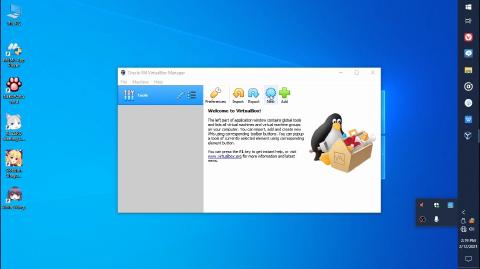 Oracle VM VirtualBox Manager
File Machine
Tools
Preferences Import Export New Add
Welcome to VirtualBox!
The left part of application window contains global tools
and lists all virtual machines and virtual machine groups
on your computer. You can import, add and create new
VMs using corresponding toolbar buttons. You can popup
a tools of currently selected element using corresponding
element button.
You can press the F1 key to get instant help, or visit
www.virtualbox.org for more information and latest
news.
2:19 PM
2/12/2021